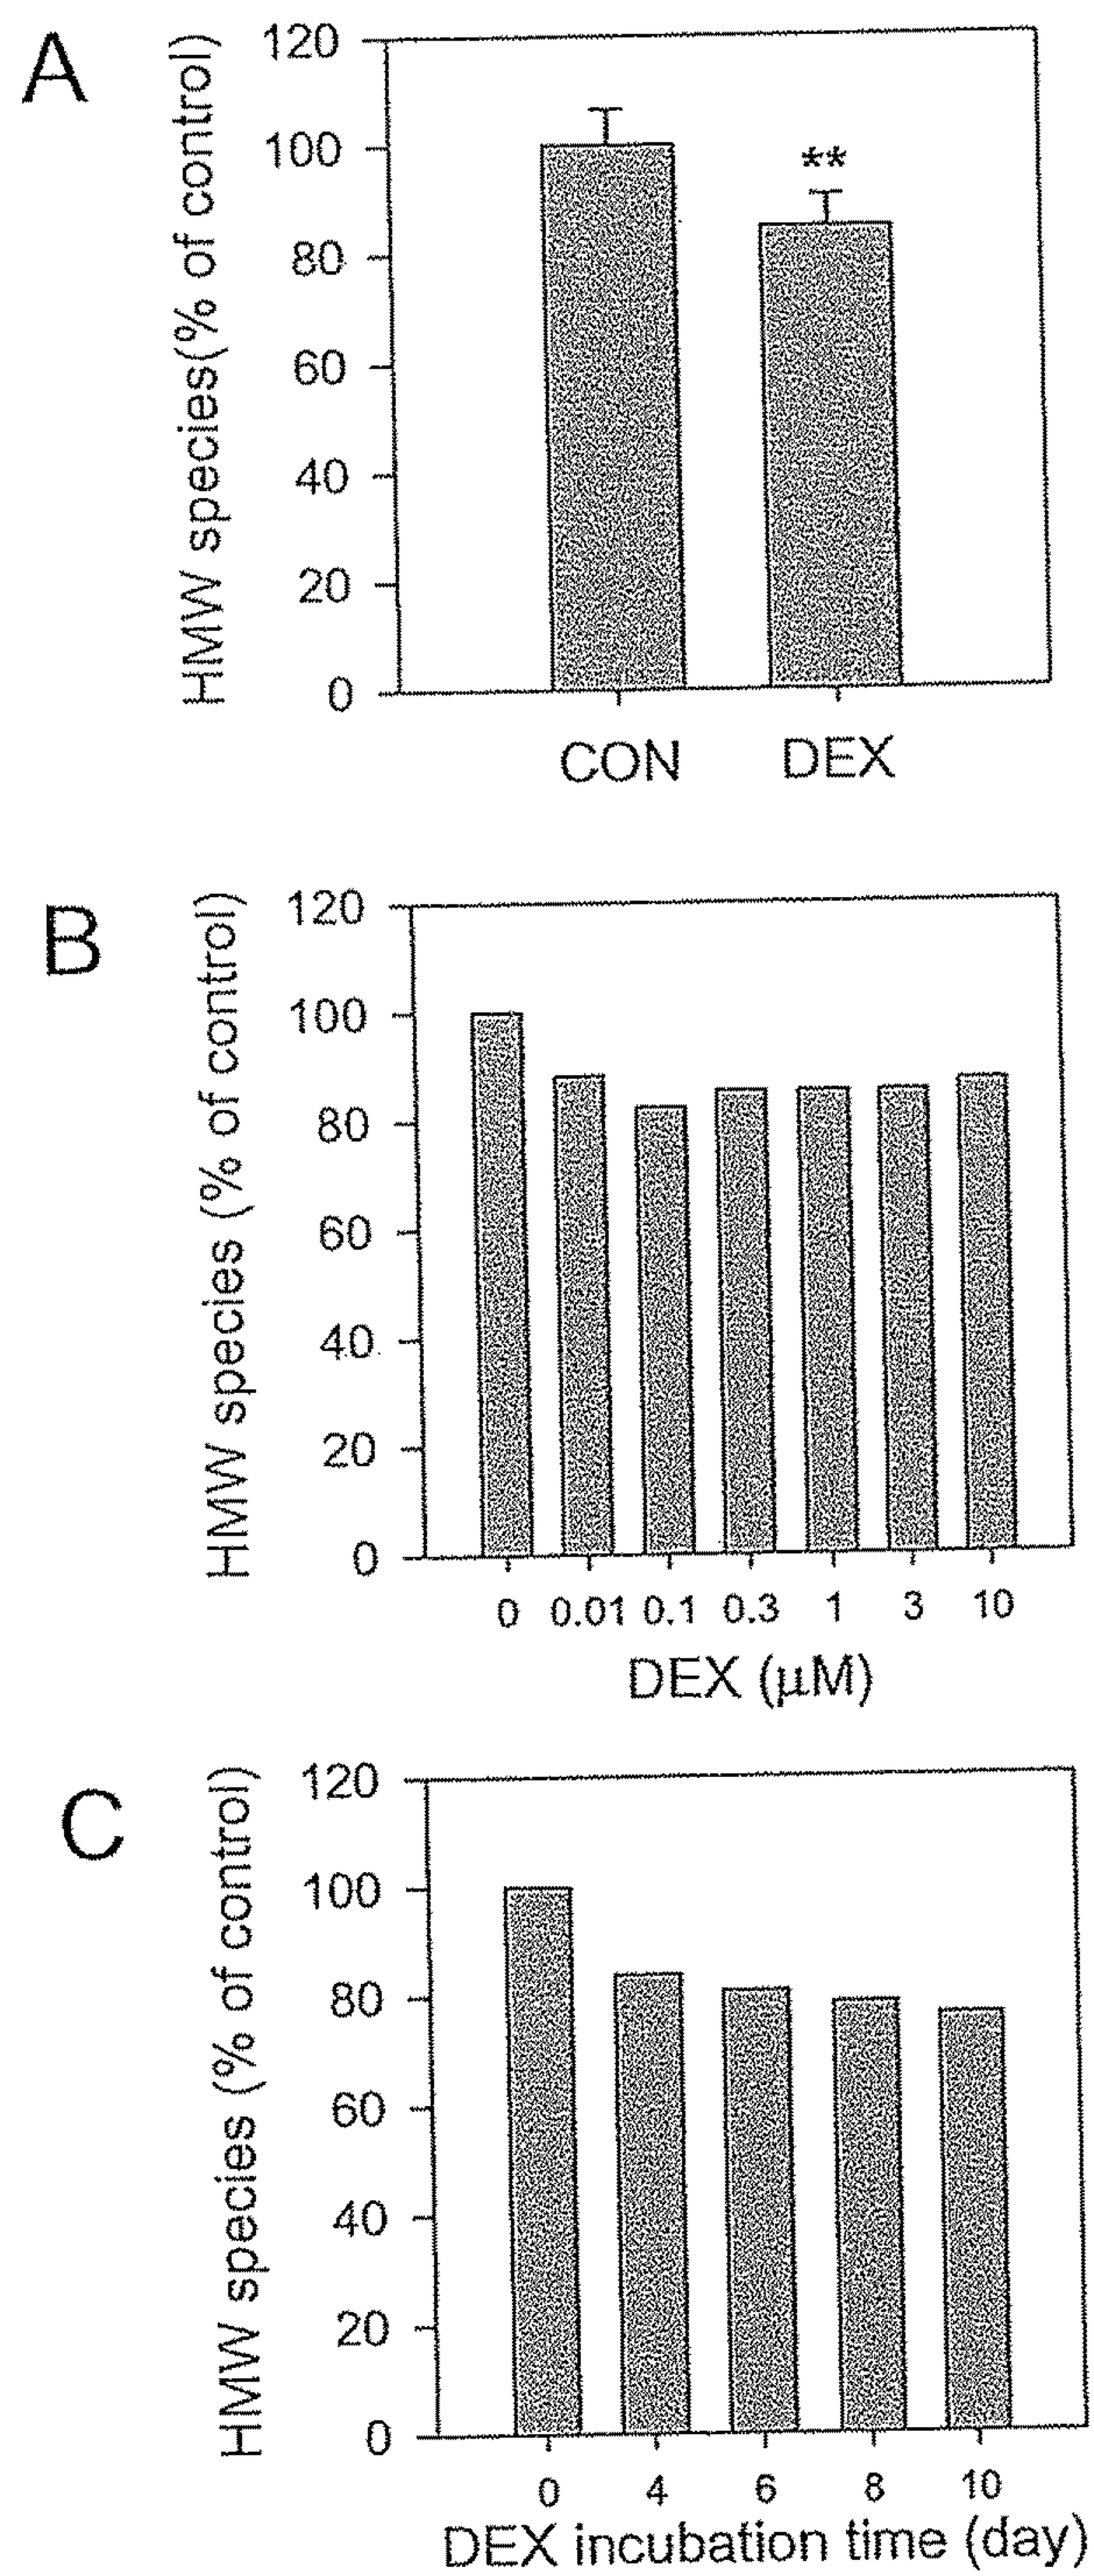 A
HMW species(% of control)
120
100
80
60
40
20
0
**
CON DEX
B
HMW species (% of control)
120
100
80
60
40
20
0
0 0.01 0.1 0.3 1 3 10
DEX (μM)
C
HMW species (% of control)
120
100
80
60
40
20
0
0 4 6 8 10
DEX incubation time (day)